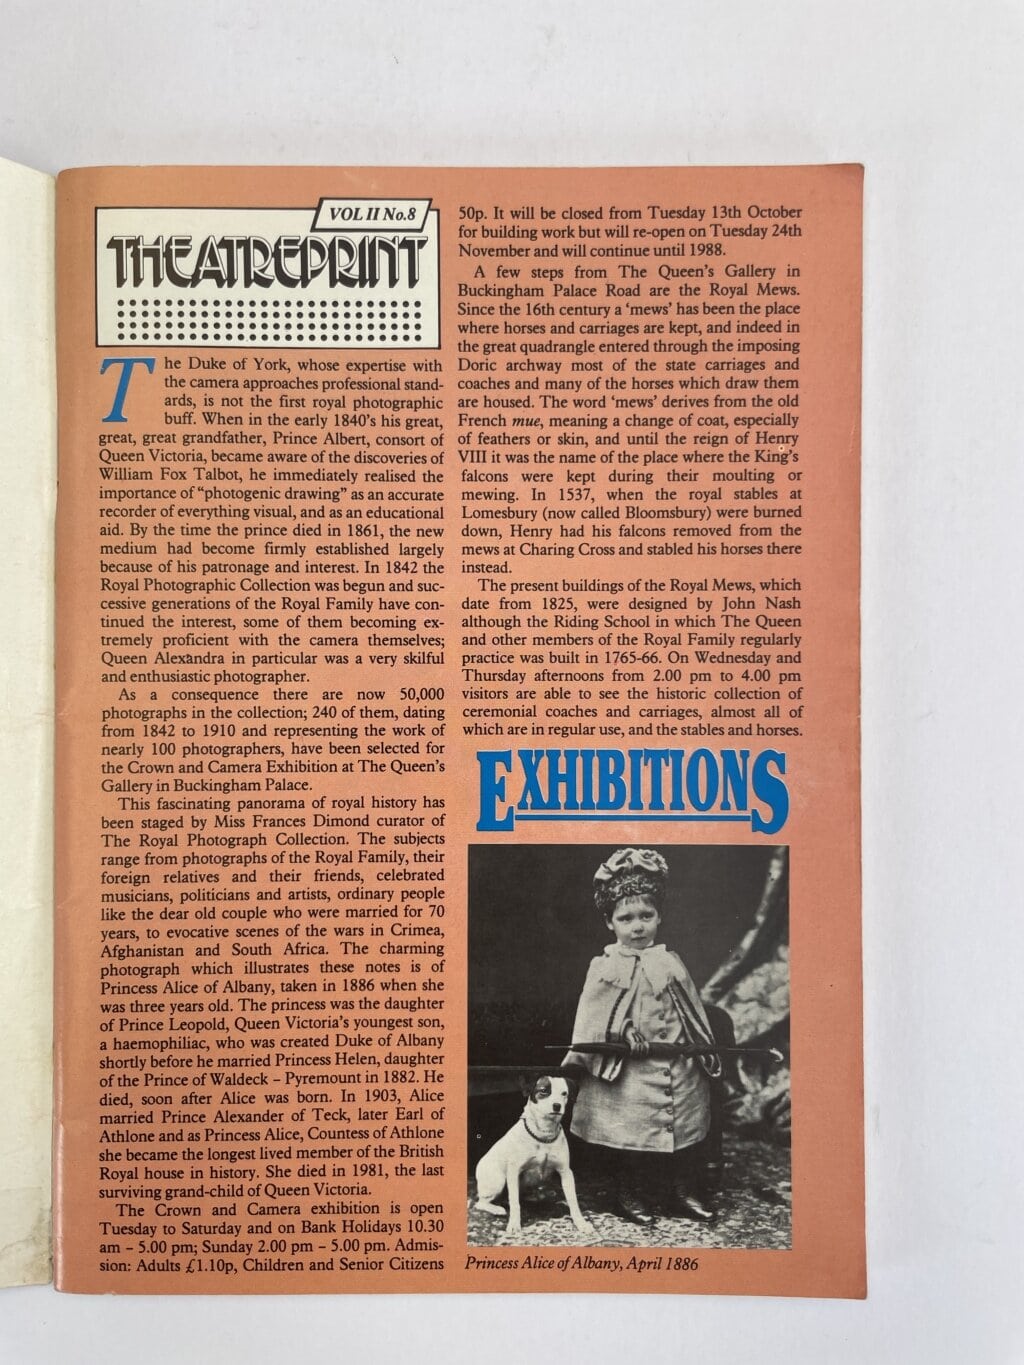 VOL II No.8
THEATREPRINT
The Duke of York, whose expertise with
the camera approaches professional stand-
ards, is not the first royal photographic
buff. When in the early 1840's his great,
great, great grandfather, Prince Albert, consort of
Queen Victoria, became aware of the discoveries of
William Fox Talbot, he immediately realised the
importance of “photogenic drawing” as an accurate
recorder of everything visual, and as an educational
aid. By the time the prince died in 1861, the new
medium had become firmly established largely
because of his patronage and interest. In 1842 the
Royal Photographic Collection was begun and suc-
cessive generations of the Royal Family have con-
tinued the interest, some of them becoming ex-
tremely proficient with the camera themselves;
Queen Alexandra in particular was a very skilful
and enthusiastic photographer.
As a consequence there are now 50,000
photographs in the collection; 240 of them, dating
from 1842 to 1910 and representing the work of
nearly 100 photographers, have been selected for
the Crown and Camera Exhibition at The Queen's
Gallery in Buckingham Palace.
This fascinating panorama of royal history has
been staged by Miss Frances Dimond curator of
The Royal Photograph Collection. The subjects
range from photographs of the Royal Family, their
foreign relatives and their friends, celebrated
musicians, politicians and artists, ordinary people
like the dear old couple who were married for 70
years, to evocative scenes of the wars in Crimea,
Afghanistan and South Africa. The charming
photograph which illustrates these notes is of
Princess Alice of Albany, taken in 1886 when she
was three years old. The princess was the daughter
of Prince Leopold, Queen Victoria's youngest son,
a haemophiliac, who was created Duke of Albany
shortly before he married Princess Helen, daughter
of the Prince of Waldeck – Pyremount in 1882. He
died, soon after Alice was born. In 1903, Alice
married Prince Alexander of Teck, later Earl of
Athlone and as Princess Alice, Countess of Athlone
she became the longest lived member of the British
Royal house in history. She died in 1981, the last
surviving grand-child of Queen Victoria.
The Crown and Camera exhibition is open
Tuesday to Saturday and on Bank Holidays 10.30
am – 5.00 pm; Sunday 2.00 pm – 5.00 pm. Admis-
sion: Adults £1.10p, Children and Senior Citizens
50p. It will be closed from Tuesday 13th October
for building work but will re-open on Tuesday 24th
November and will continue until 1988.
A few steps from The Queen's Gallery in
Buckingham Palace Road are the Royal Mews.
Since the 16th century a ‘mews’ has been the place
where horses and carriages are kept, and indeed in
the great quadrangle entered through the imposing
Doric archway most of the state carriages and
coaches and many of the horses which draw them
are housed. The word ‘mews’ derives from the old
French mue, meaning a change of coat, especially
of feathers or skin, and until the reign of Henry
VIII it was the name of the place where the King's
falcons were kept during their moulting or
mewing. In 1537, when the royal stables at
Lomesbury (now called Bloomsbury) were burned
down, Henry had his falcons removed from the
mews at Charing Cross and stabled his horses there
instead.
The present buildings of the Royal Mews, which
date from 1825, were designed by John Nash
although the Riding School in which The Queen
and other members of the Royal Family regularly
practice was built in 1765-66. On Wednesday and
Thursday afternoons from 2.00 pm to 4.00 pm
visitors are able to see the historic collection of
ceremonial coaches and carriages, almost all of
which are in regular use, and the stables and horses.
EXHIBITIONS
Princess Alice of Albany, April 1886